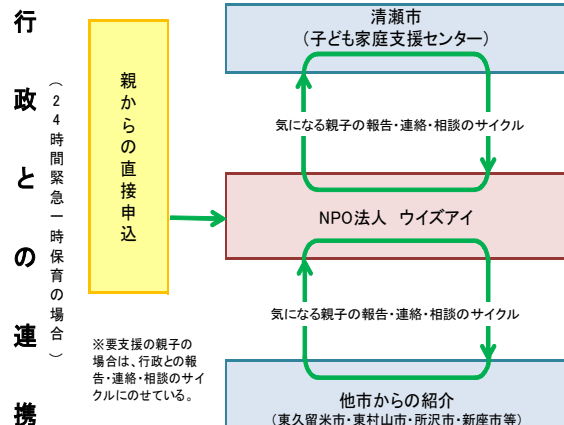 行政との連携
（24時間緊急一時保育の場合）
親からの直接申込
清瀬市
（子ども家庭支援センター）
気になる親子の報告・連絡・相談のサイクル
NPO法人 ウイズアイ
気になる親子の報告・連絡・相談のサイクル
※要支援の親子の
場合は、行政との報
告・連絡・相談のサイ
クルにのせている。
他市からの紹介
（東久留米市・東村山市・所沢市・新座市等）